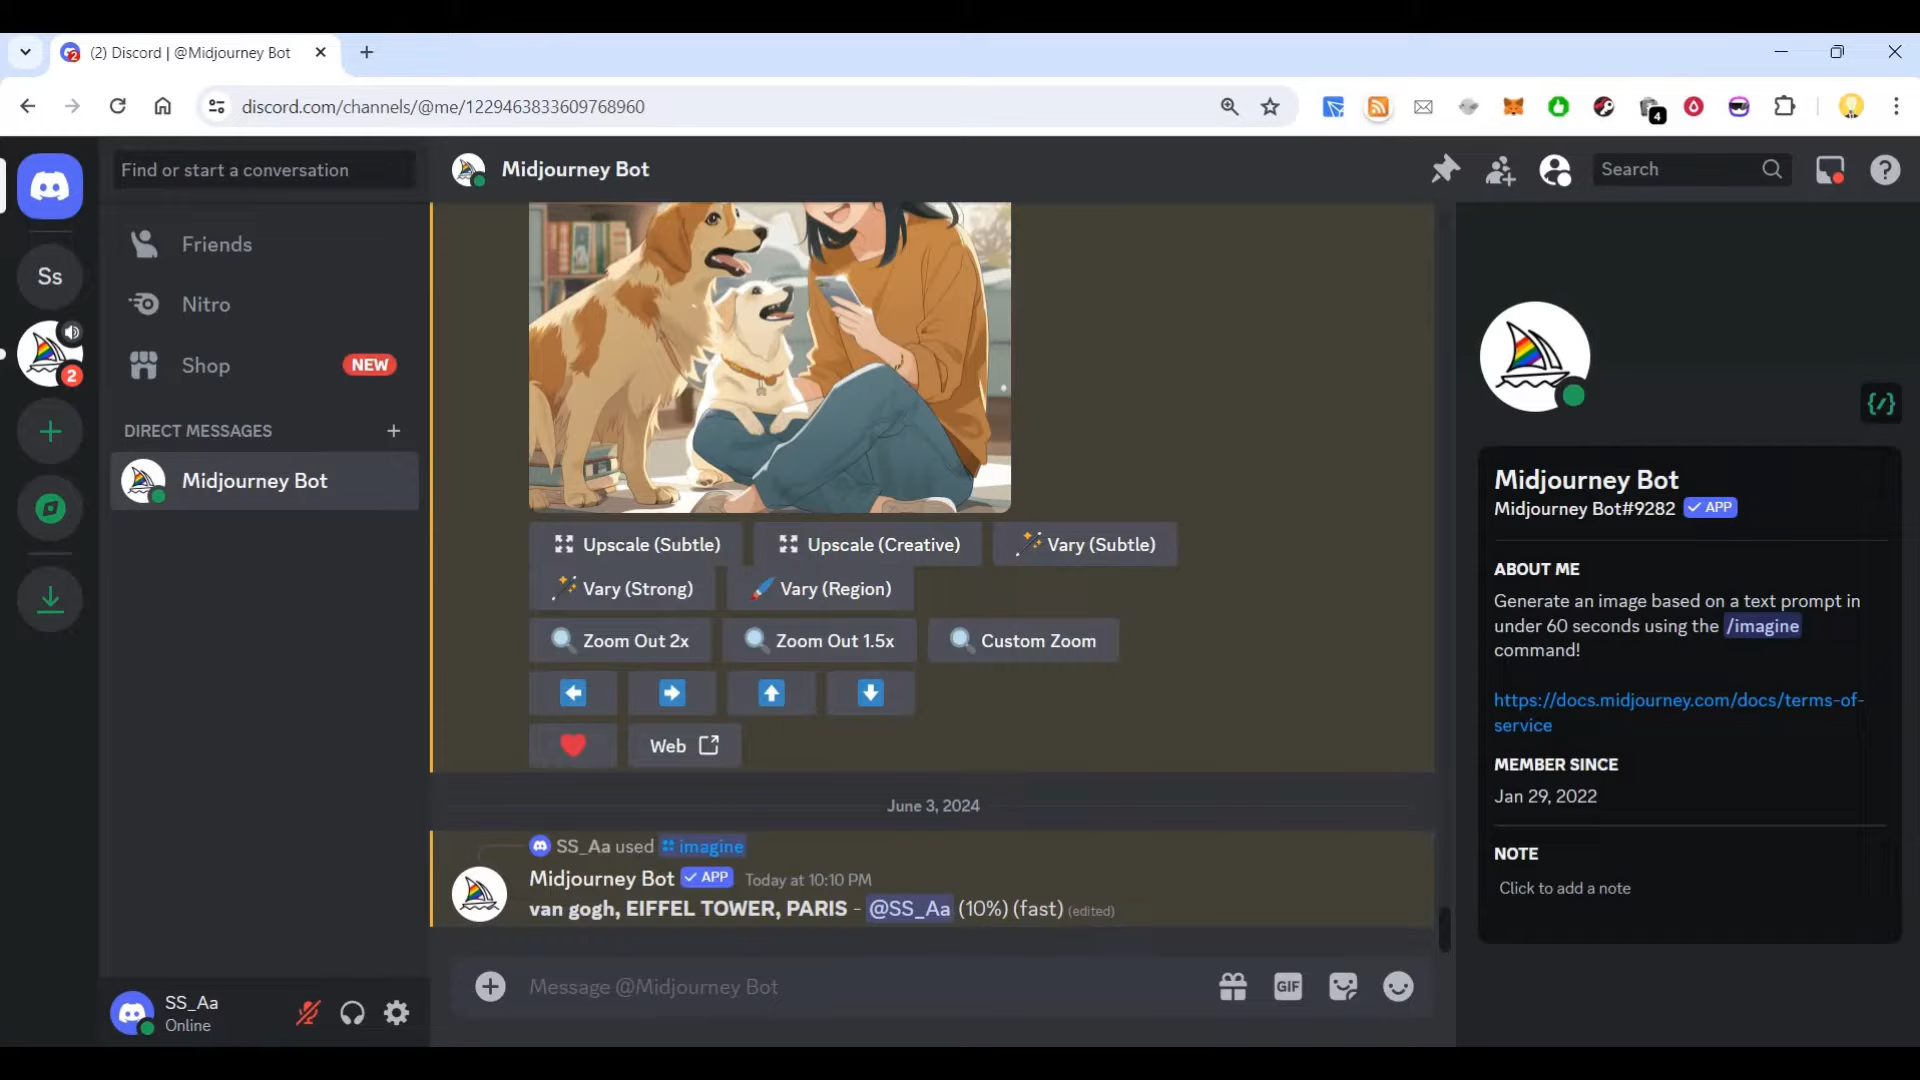 (2) Discord | @Midjourney Bot
discord.com/channels/@me/1229463833609768960
4
Find or start a conversation
Midjourney Bot
Search
Friends
Ss
Nitro
Shop NEW
2
DIRECT MESSAGES
Midjourney Bot
Upscale (Subtle) Upscale (Creative) Vary (Subtle)
Vary (Strong) Vary (Region)
Zoom Out 2x Zoom Out 1.5x Custom Zoom
Web
June 3, 2024
SS_Aa used imagine
Midjourney Bot APP Today at 10:10 PM
van gogh, EIFFEL TOWER, PARIS - @SS_Aa (10%) (fast) (edited)
Message @Midjourney Bot
GIF
SS_Aa
Online
Midjourney Bot
Midjourney Bot#9282 APP
ABOUT ME
Generate an image based on a text prompt in
under 60 seconds using the /imagine
command!
https://docs.midjourney.com/docs/terms-of-
service
MEMBER SINCE
Jan 29, 2022
NOTE
Click to add a note